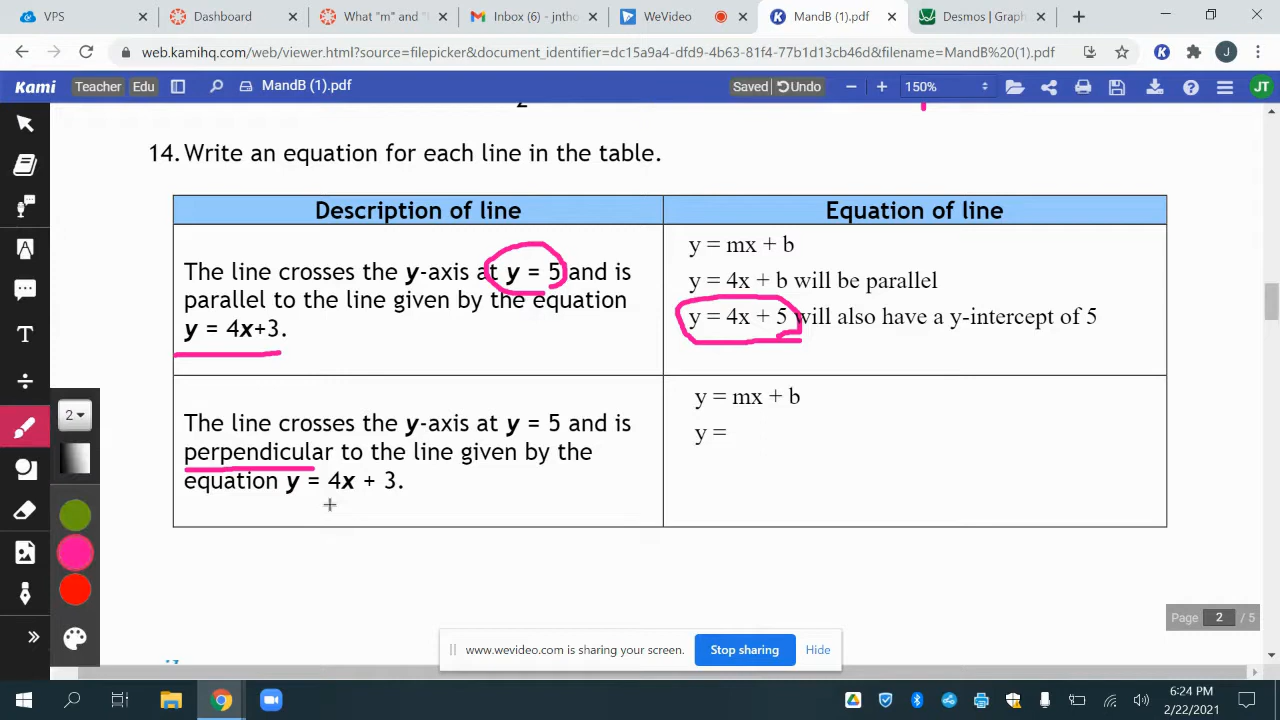 VPS
Dashboard
What "m" and "
Inbox (6) - jntho
WeVideo
MandB (1).pdf
Desmos | Graph
web.kamihq.com/web/viewer.html?source=filepicker&document_identifier=dc15a9a4-dfd9-4563-81f4-77b1d13cb46d&filename=MandB%20(1).pdf
K
J
Kami Teacher Edu MandB (1).pdf Saved Undo 150% JT
14. Write an equation for each line in the table.
Description of line
Equation of line
The line crosses the y-axis at y = 5 and is
parallel to the line given by the equation
y = 4x+3.
y = mx + b
y = 4x + b will be parallel
y = 4x + 5 will also have a y-intercept of 5
The line crosses the y-axis at y = 5 and is
perpendicular to the line given by the
equation y = 4x + 3.
y = mx + b
y =
2
Page 2 / 5
www.wevideo.com is sharing your screen. Stop sharing Hide
6:24 PM
2/22/2021